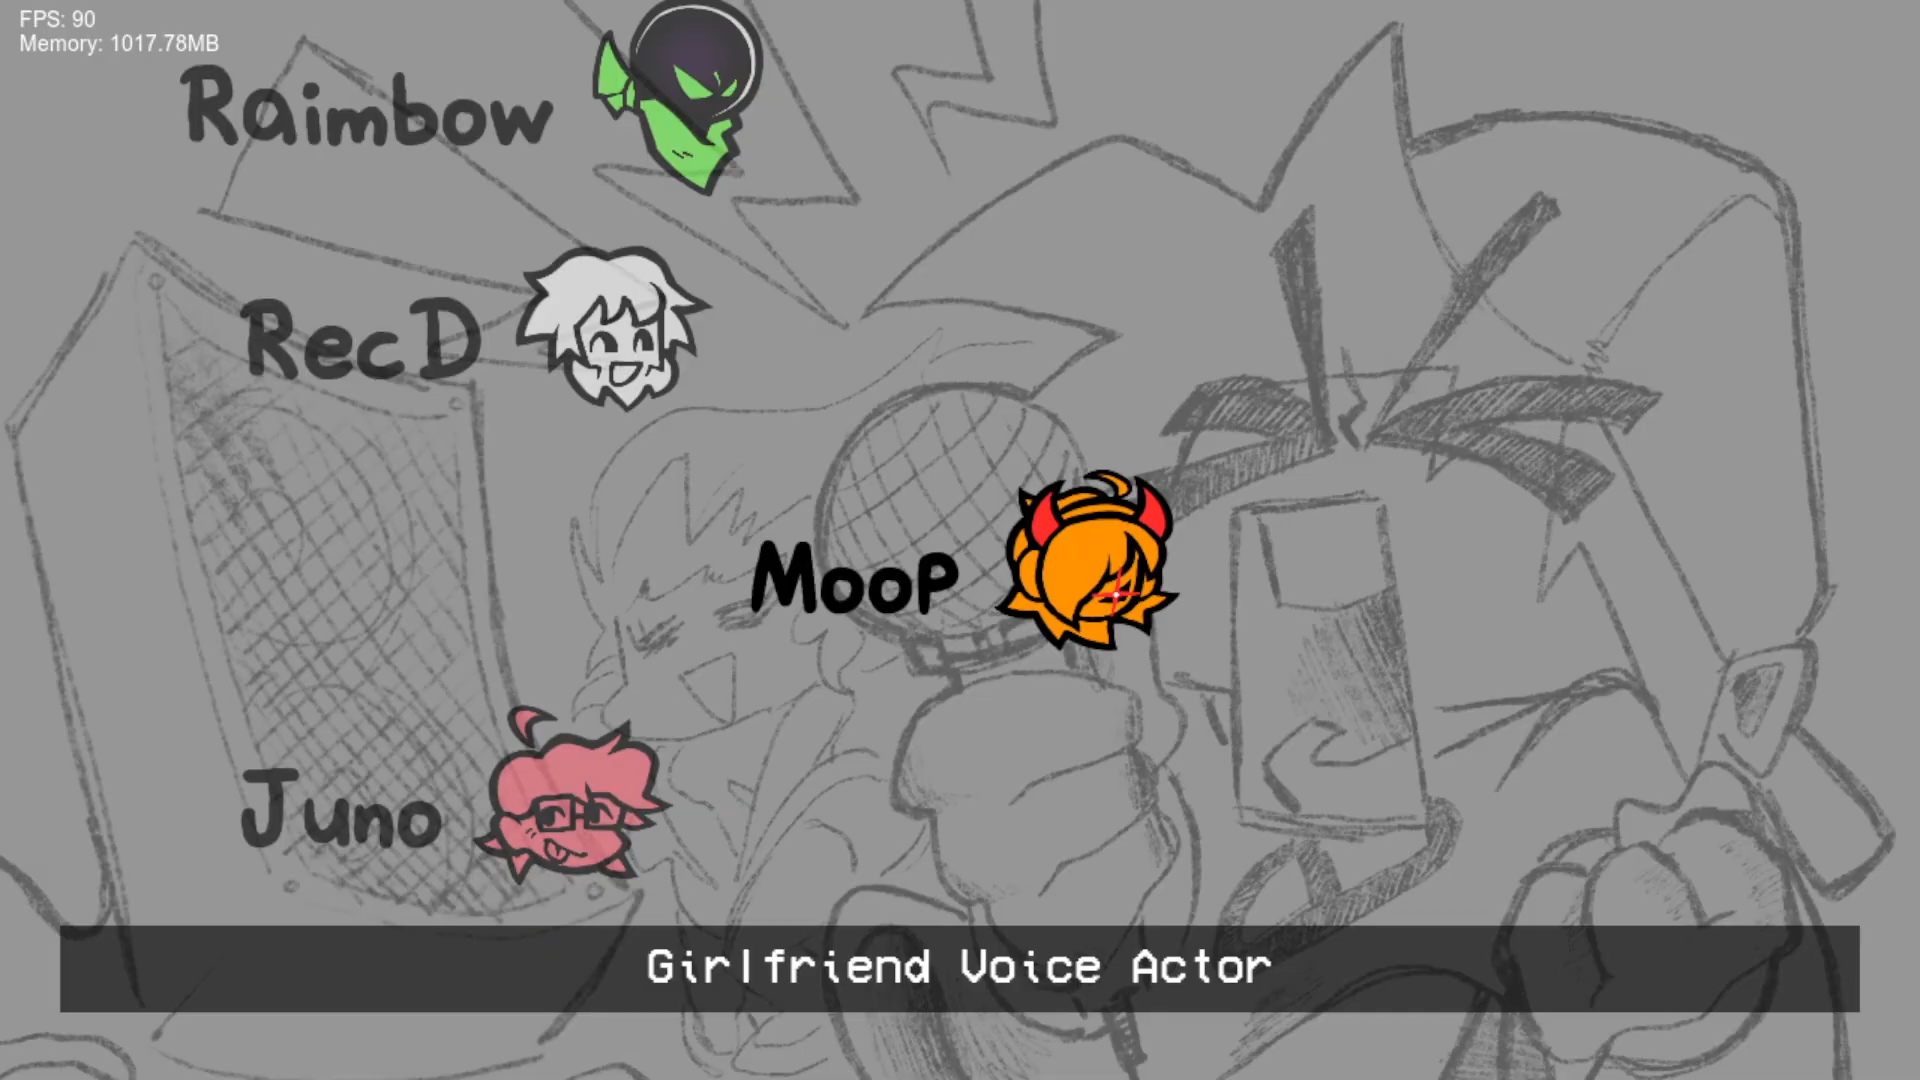 FPS: 90
Memory: 1017.78MB
Raimbow
RecD
Moop
Juno
Girlfriend Voice Actor